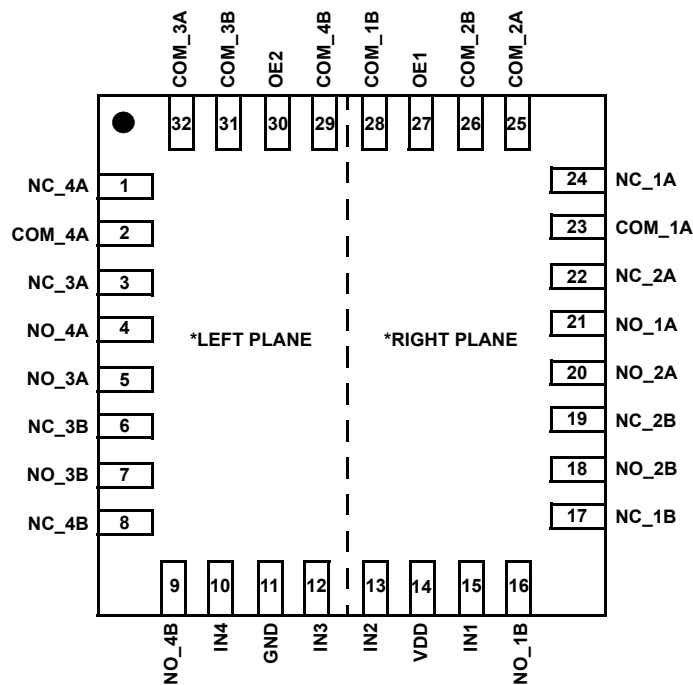 COM_3A
COM_3B
OE2
COM_4B
COM_1B
OE1
COM_2B
COM_2A
32
31
30
29
28
27
26
25
NC_4A
1
COM_4A
2
NC_3A
3
NO_4A
4
NO_3A
5
NC_3B
6
NO_3B
7
NC_4B
8
*LEFT PLANE
*RIGHT PLANE
24
NC_1A
23
COM_1A
22
NC_2A
21
NO_1A
20
NO_2A
19
NC_2B
18
NO_2B
17
NC_1B
9
10
11
12
13
14
15
16
NO_4B
IN4
GND
IN3
IN2
VDD
IN1
NO_1B